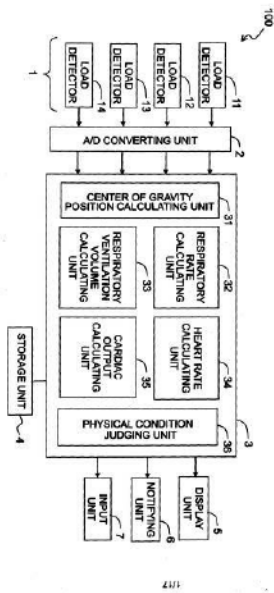 1/17
100
1
LOAD
DETECTOR
11
LOAD
DETECTOR
12
LOAD
DETECTOR
13
LOAD
DETECTOR
14
A/D CONVERTING UNIT
2
3
CENTER OF GRAVITY
POSITION CALCULATING UNIT
31
RESPIRATORY
RATE
CALCULATING
UNIT
32
RESPIRATORY
VENTILATION
VOLUME
CALCULATING
UNIT
33
HEART RATE
CALCULATING
UNIT
34
CARDIAC
OUTPUT
CALCULATING
UNIT
35
PHYSICAL CONDITION
JUDGING UNIT
36
STORAGE UNIT
4
DISPLAY
UNIT
5
NOTIFYING
UNIT
6
INPUT
UNIT
7